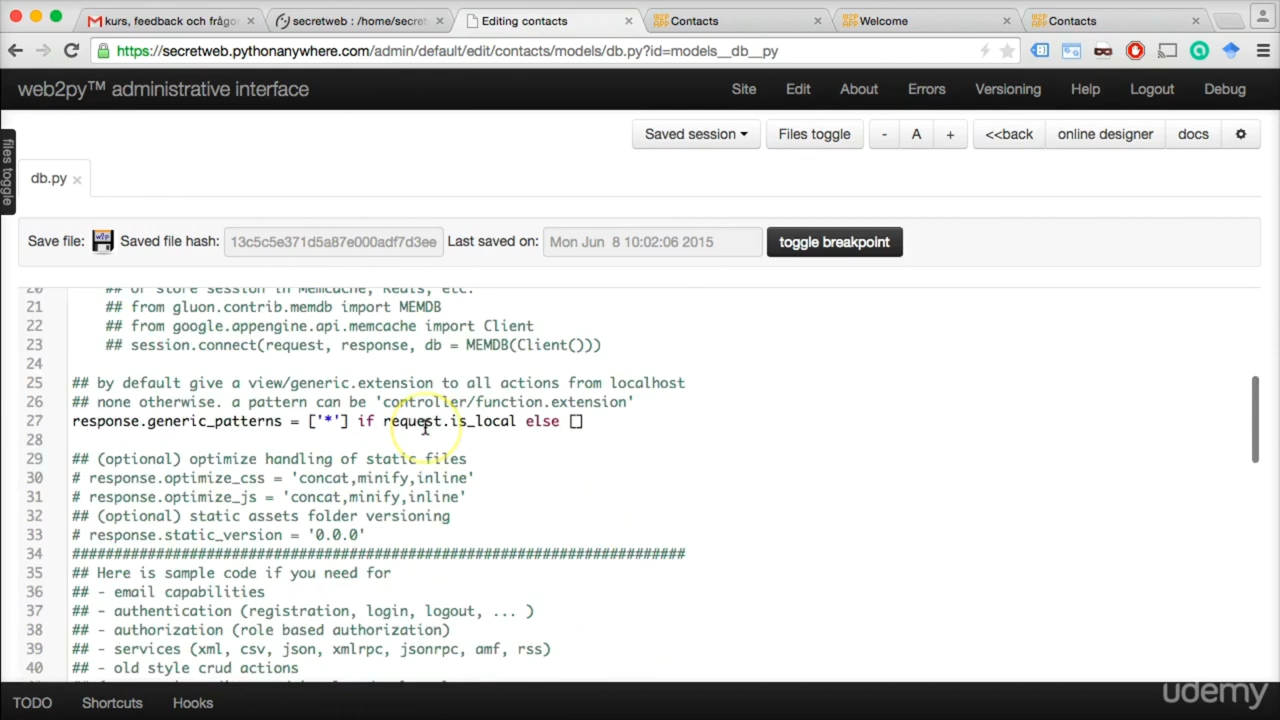 kurs, feedback och frågor
secretweb : /home/secret
Editing contacts
Contacts
Welcome
Contacts
https://secretweb.pythonanywhere.com/admin/default/edit/contacts/models/db.py?id=models__db__py
web2py™ administrative interface
Site Edit About Errors Versioning Help Logout Debug
files toggle
Saved session Files toggle - A + <<back online designer docs
db.py
Save file: Saved file hash: 13c5c5e371d5a87e000adf7d3ee Last saved on: Mon Jun 8 10:02:06 2015 toggle breakpoint
20 ## or store session in Memcache, Redis, etc.
21 ## from gluon.contrib.memdb import MEMDB
22 ## from google.appengine.api.memcache import Client
23 ## session.connect(request, response, db = MEMDB(Client()))
24
25 ## by default give a view/generic.extension to all actions from localhost
26 ## none otherwise. a pattern can be 'controller/function.extension'
27 response.generic_patterns = ['*'] if request.is_local else []
28
29 ## (optional) optimize handling of static files
30 # response.optimize_css = 'concat,minify,inline'
31 # response.optimize_js = 'concat,minify,inline'
32 ## (optional) static assets folder versioning
33 # response.static_version = '0.0.0'
34 #########################################################################
35 ## Here is sample code if you need for
36 ## - email capabilities
37 ## - authentication (registration, login, logout, ... )
38 ## - authorization (role based authorization)
39 ## - services (xml, csv, json, xmlrpc, jsonrpc, amf, rss)
40 ## - old style crud actions
TODO Shortcuts Hooks
udemy